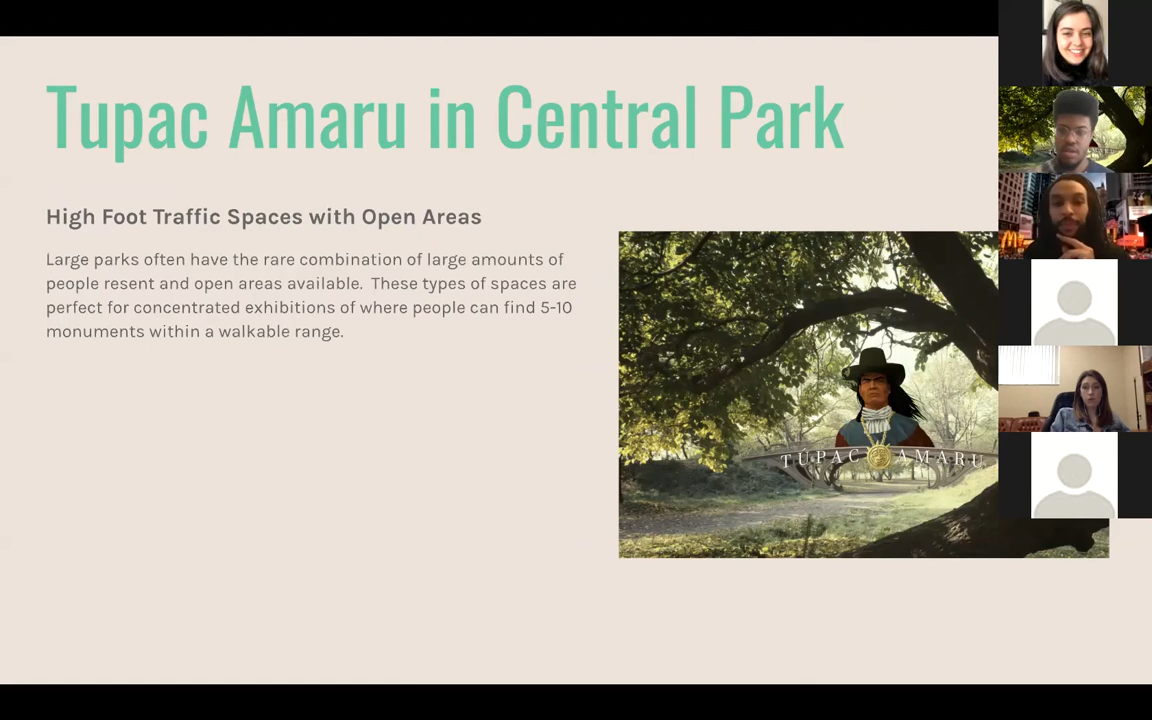 Tupac Amaru in Central Park
High Foot Traffic Spaces with Open Areas
Large parks often have the rare combination of large amounts of
people resent and open areas available.  These types of spaces are
perfect for concentrated exhibitions of where people can find 5-10
monuments within a walkable range.
TUPAC AMARU